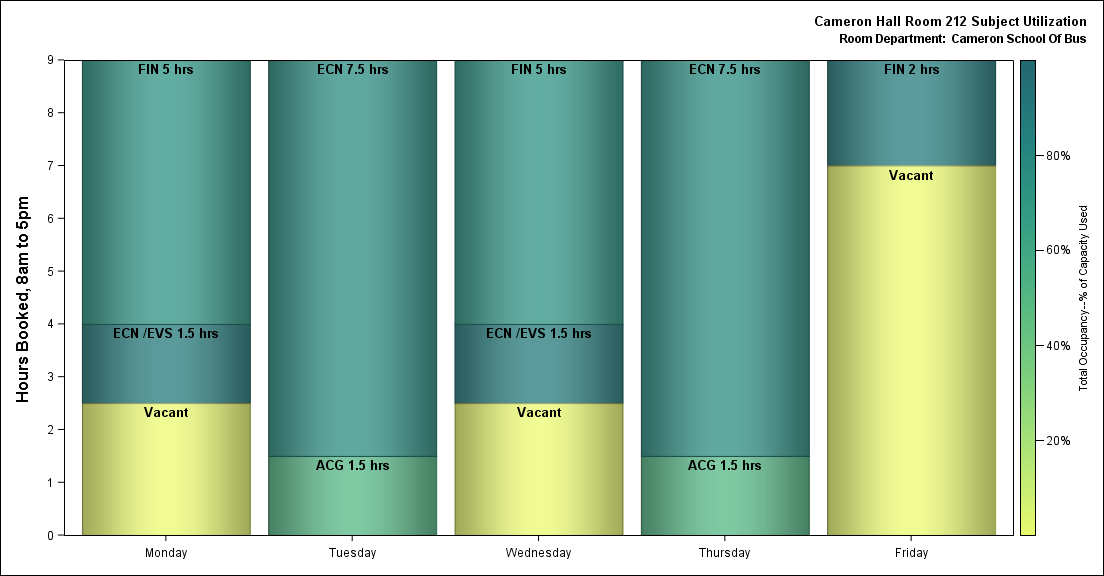 Cameron Hall Room 212 Subject Utilization
Room Department: Cameron School Of Bus
Hours Booked, 8am to 5pm
9
8
7
6
5
4
3
2
1
0
FIN 5 hrs
ECN /EVS 1.5 hrs
Vacant
ECN 7.5 hrs
ACG 1.5 hrs
FIN 5 hrs
ECN /EVS 1.5 hrs
Vacant
ECN 7.5 hrs
ACG 1.5 hrs
FIN 2 hrs
Vacant
Monday
Tuesday
Wednesday
Thursday
Friday
80%
60%
40%
20%
Total Occupancy--% of Capacity Used